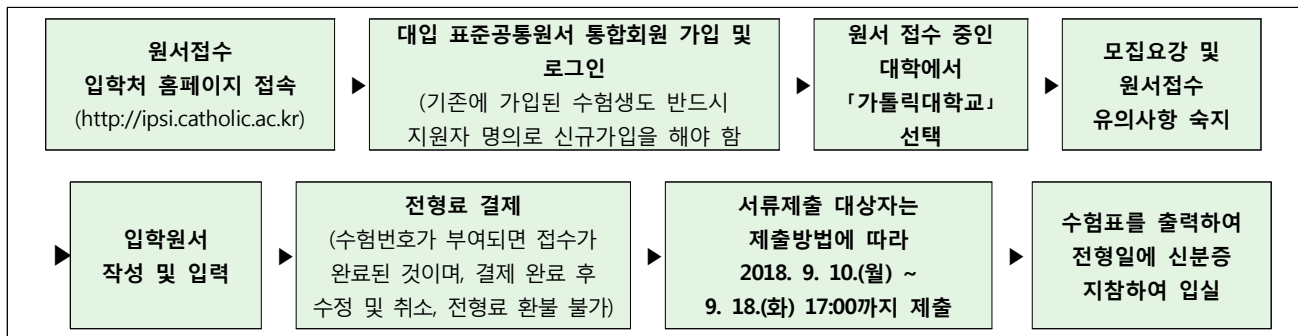 원서접수
입학처 홈페이지 접속
(http://ipsi.catholic.ac.kr)
▶
대입 표준공통원서 통합회원 가입 및
로그인
(기존에 가입된 수험생도 반드시
지원자 명의로 신규가입을 해야 함
▶
원서 접수 중인
대학에서
「가톨릭대학교」
선택
▶
모집요강 및
원서접수
유의사항 숙지
▶
입학원서
작성 및 입력
▶
전형료 결제
(수험번호가 부여되면 접수가
완료된 것이며, 결제 완료 후
수정 및 취소, 전형료 환불 불가)
▶
서류제출 대상자는
제출방법에 따라
2018. 9. 10.(월) ~
9. 18.(화) 17:00까지 제출
▶
수험표를 출력하여
전형일에 신분증
지참하여 입실